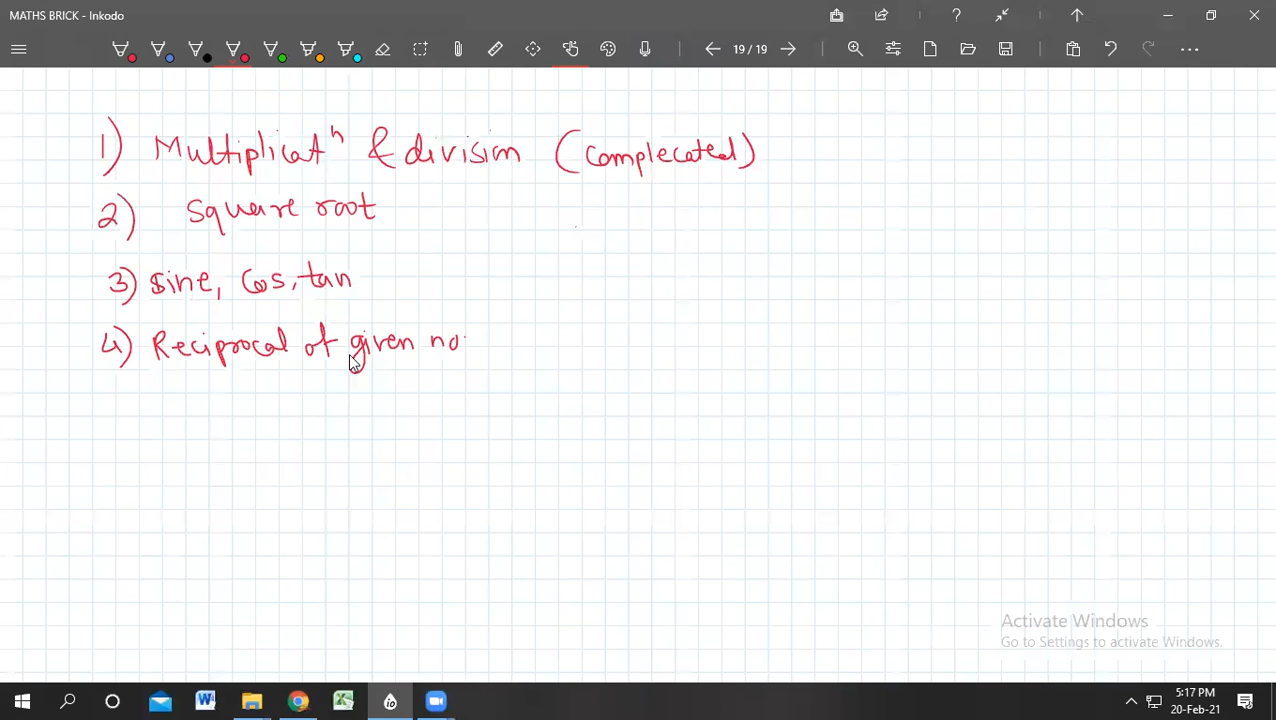 MATHS BRICK - Inkodo
19 / 19
1) Multiplicatⁿ & division (complecated)
2) Square root
3) sine, cos, tan
4) Reciprocal of given no.
Activate Windows
Go to Settings to activate Windows.
5:17 PM
20-Feb-21